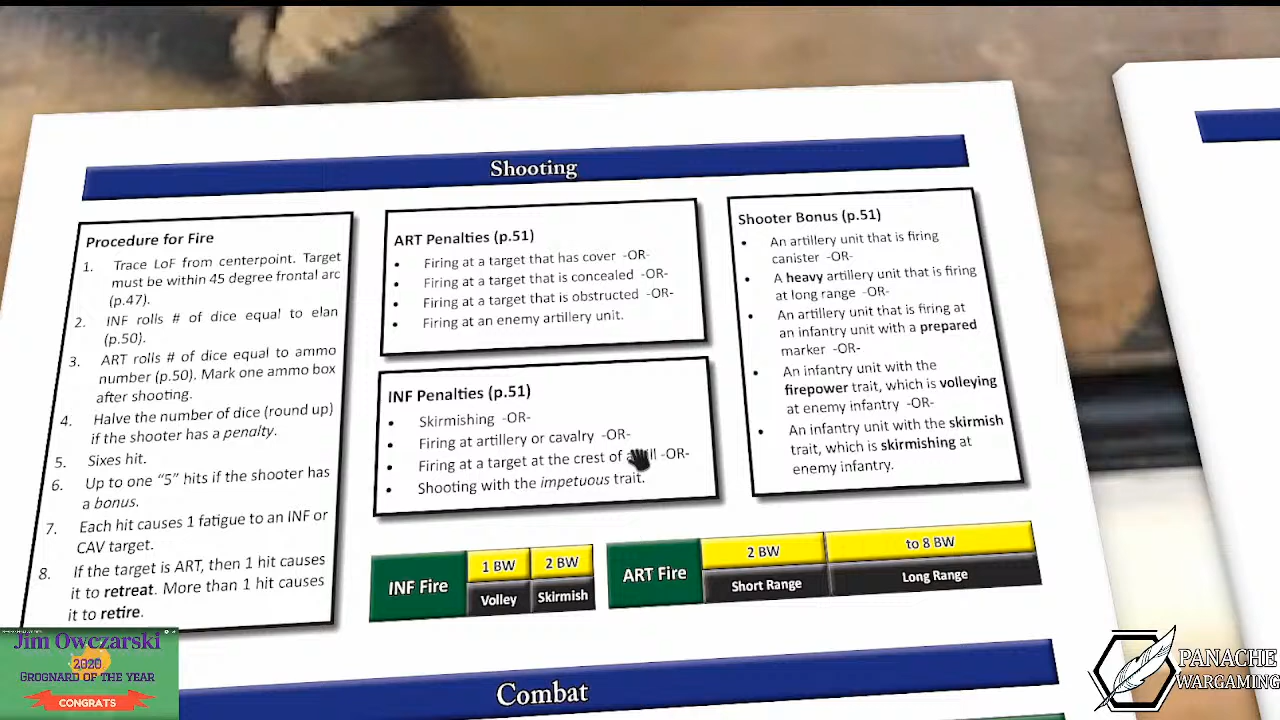 Shooting
Procedure for Fire
1. Trace LoF from centerpoint. Target
must be within 45 degree frontal arc
(p.47).
2. INF rolls # of dice equal to elan
(p.50).
3. ART rolls # of dice equal to ammo
number (p.50). Mark one ammo box
after shooting.
4. Halve the number of dice (round up)
if the shooter has a penalty.
5. Sixes hit.
6. Up to one "5" hits if the shooter has
a bonus.
7. Each hit causes 1 fatigue to an INF or
CAV target.
8. If the target is ART, then 1 hit causes
it to retreat. More than 1 hit causes
it to retire.
ART Penalties (p.51)
• Firing at a target that has cover -OR-
• Firing at a target that is concealed -OR-
• Firing at a target that is obstructed -OR-
• Firing at an enemy artillery unit.
INF Penalties (p.51)
• Skirmishing -OR-
• Firing at artillery or cavalry -OR-
• Firing at a target at the crest of -OR-
• Shooting with the impetuous trait.
Shooter Bonus (p.51)
• An artillery unit that is firing
canister -OR-
• A heavy artillery unit that is firing
at long range -OR-
• An artillery unit that is firing at
an infantry unit with a prepared
marker -OR-
• An infantry unit with the
firepower trait, which is volleying
at enemy infantry -OR-
• An infantry unit with the skirmish
trait, which is skirmishing at
enemy infantry.
INF Fire
1 BW 2 BW
Volley Skirmish
ART Fire
2 BW to 8 BW
Short Range Long Range
Combat
Jim Owczarski
2020
GROGNARD OF THE YEAR
CONGRATS
PANACHE
WARGAMING